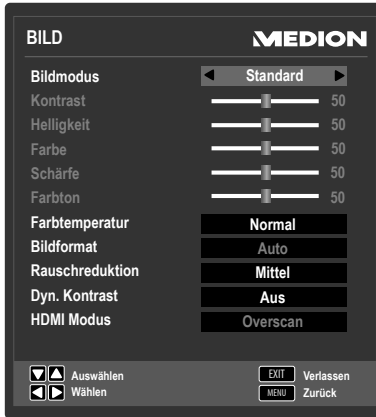 BILD MEDION
Bildmodus Standard
Kontrast 50
Helligkeit 50
Farbe 50
Schärfe 50
Farbton 50
Farbtemperatur Normal
Bildformat Auto
Rauschreduktion Mittel
Dyn. Kontrast Aus
HDMI Modus Overscan
Auswählen EXIT Verlassen
Wählen MENU Zurück